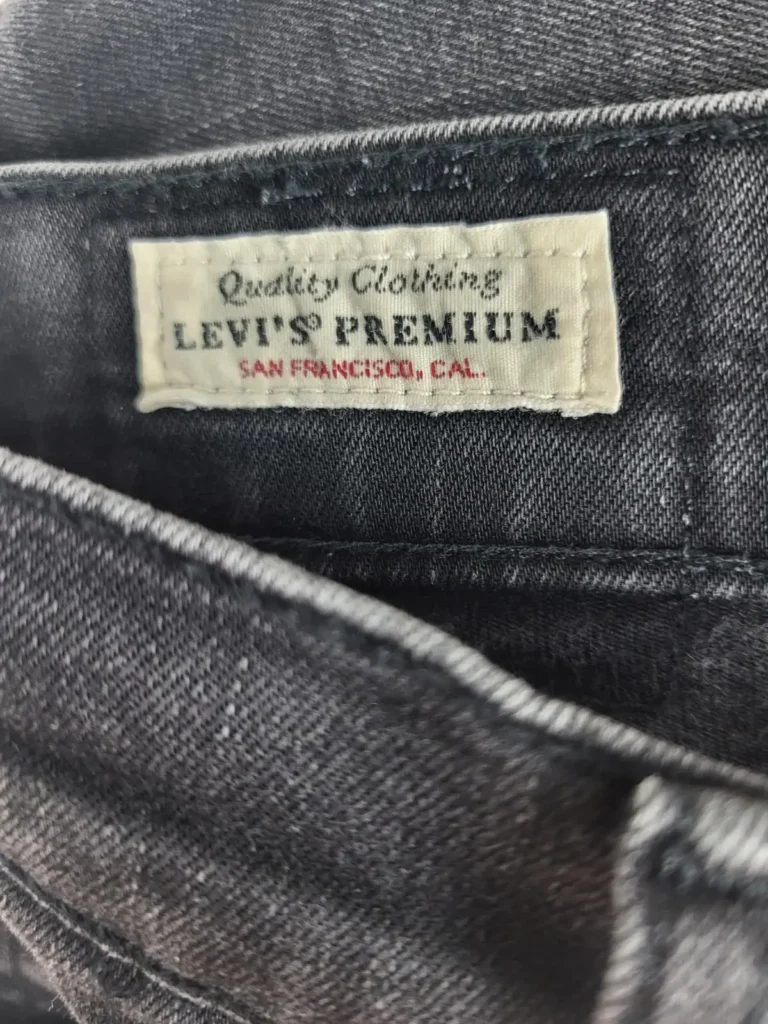 Quality Clothing
LEVI'S® PREMIUM
SAN FRANCISCO, CAL.